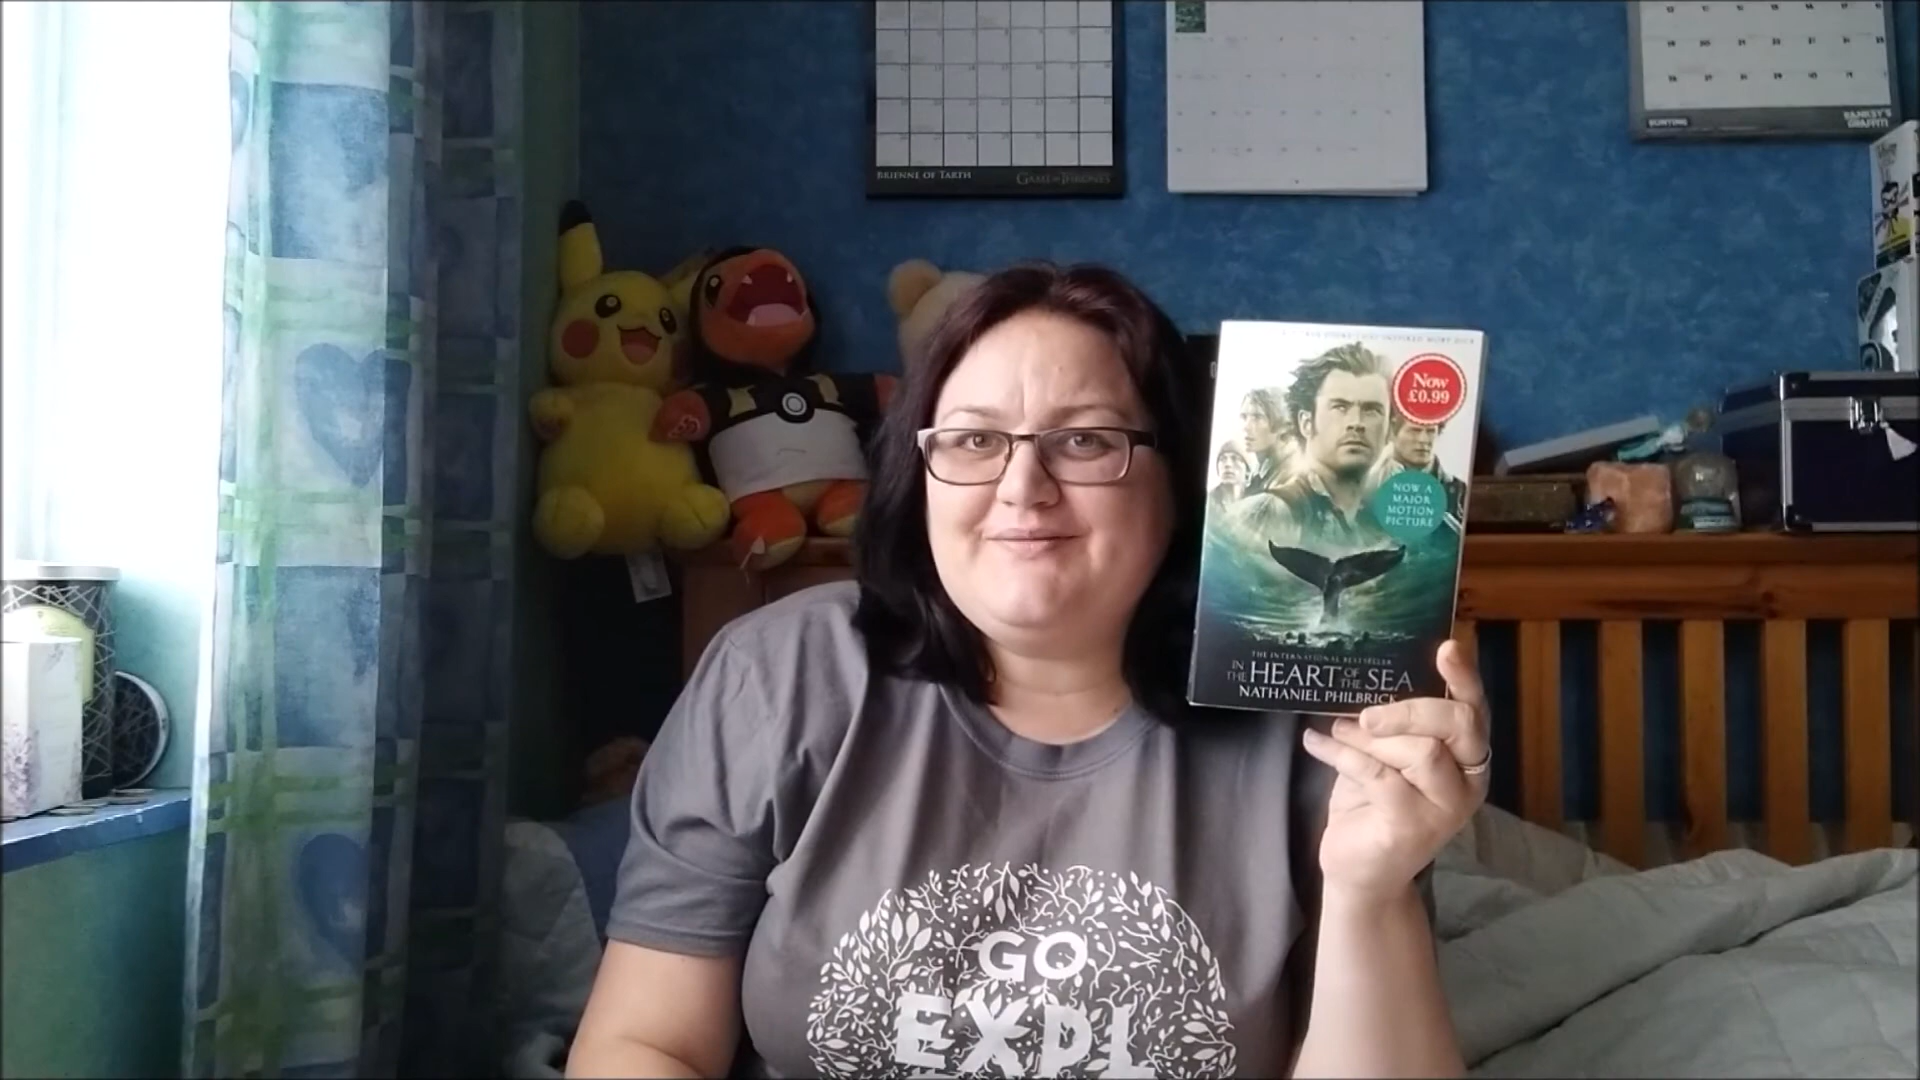 BRIENNE OF TARTH
GAME OF THRONES
BUNTING
BANKSY'S
GRAFFITI
Now
£0.99
NOW A
MAJOR
MOTION
PICTURE
THE INTERNATIONAL BESTSELLER
IN THE HEART OF THE SEA
NATHANIEL PHILBRICK
GO
EXPL